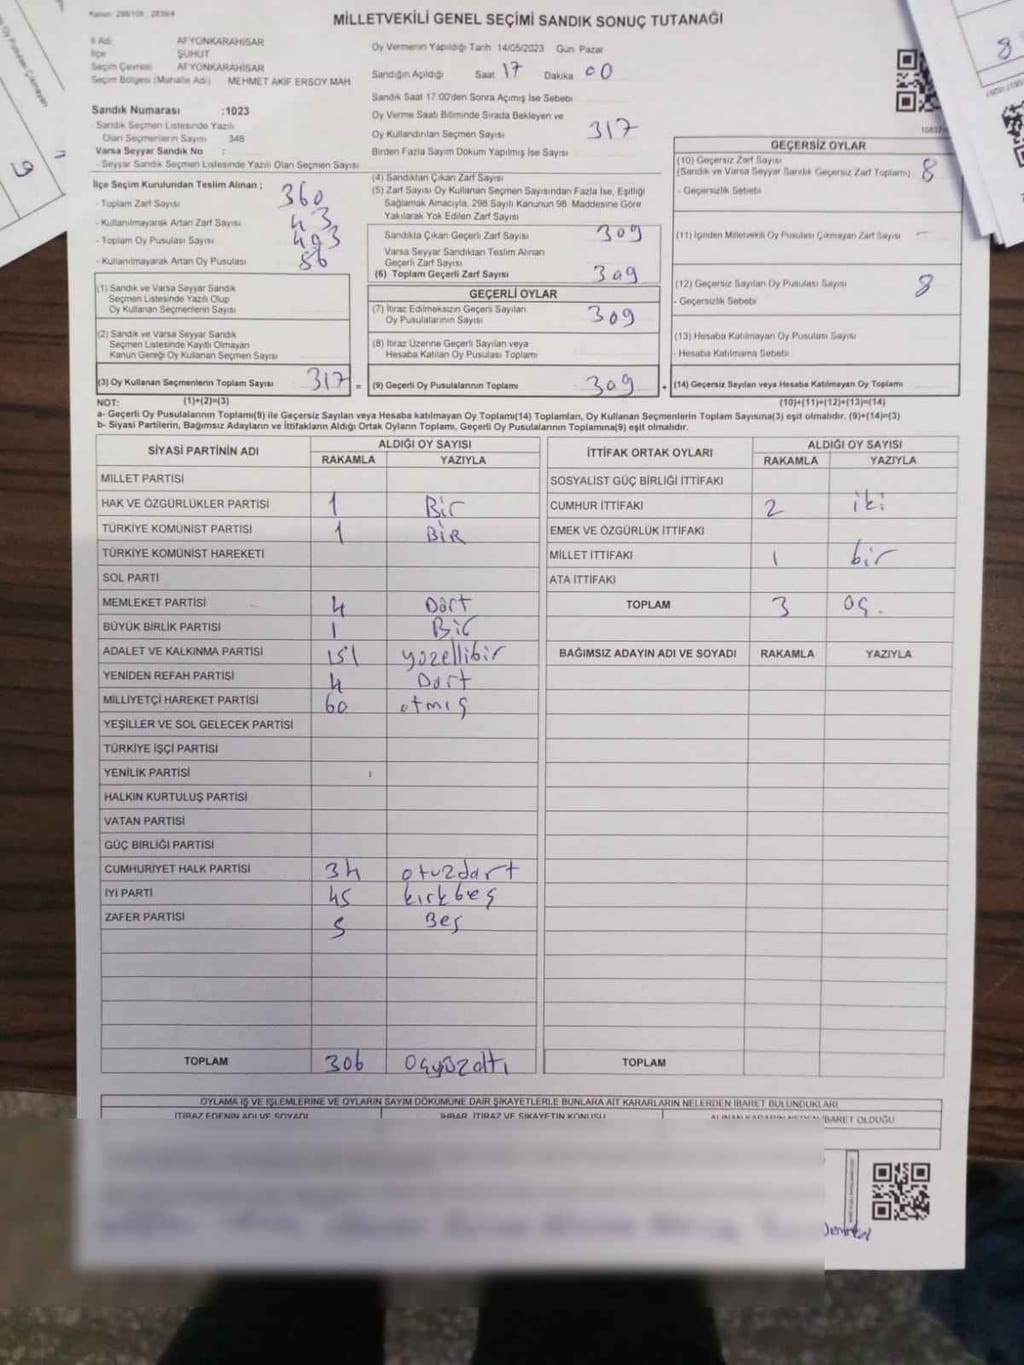 MİLLETVEKİLİ GENEL SEÇİMİ SANDIK SONUÇ TUTANAĞI
İl Adı AFYONKARAHİSAR
İlçe ŞUHUT
Seçim Çevresi AFYONKARAHİSAR
Seçim Bölgesi (Mahalle Adı) MEHMET AKİF ERSOY MAH
Sandık Numarası :1023
- Sandık Seçmen Listesinde Yazılı
Olan Seçmenlerin Sayısı 348
Varsa Seyyar Sandık No :
- Seyyar Sandık Seçmen Listesinde Yazılı Olan Seçmen Sayısı
İlçe Seçim Kurulundan Teslim Alınan ;
- Toplam Zarf Sayısı 360
- Kullanılmayarak Artan Zarf Sayısı 43
- Toplam Oy Pusulası Sayısı 403
- Kullanılmayarak Artan Oy Pusulası 86
(1) Sandık ve Varsa Seyyar Sandık
Seçmen Listesinde Yazılı Olup
Oy Kullanan Seçmenlerin Sayısı
(2) Sandık ve Varsa Seyyar Sandık
Seçmen Listesinde Kayıtlı Olmayan
Kanun Gereği Oy Kullanan Seçmen Sayısı
(3) Oy Kullanan Seçmenlerin Toplam Sayısı 317 =
Oy Vermenin Yapıldığı Tarih 14/05/2023 Gün Pazar
Sandığın Açıldığı Saat 17 Dakika 00
Sandık Saat 17:00'den Sonra Açılmış İse Sebebi
Oy Verme Saati Bitiminde Sırada Bekleyen ve
Oy Kullandırılan Seçmen Sayısı 317
Birden Fazla Sayım Döküm Yapılmış İse Sayısı
(4) Sandıktan Çıkan Zarf Sayısı
(5) Zarf Sayısı Oy Kullanan Seçmen Sayısından Fazla İse, Eşitliği
Sağlamak Amacıyla, 298 Sayılı Kanunun 98. Maddesine Göre
Yakılarak Yok Edilen Zarf Sayısı
Sandıkta Çıkan Geçerli Zarf Sayısı 309
Varsa Seyyar Sandıktan Teslim Alınan
Geçerli Zarf Sayısı
(6) Toplam Geçerli Zarf Sayısı 309
GEÇERLİ OYLAR
(7) İtiraz Edilmeksizin Geçerli Sayılan
Oy Pusulalarının Sayısı 309
(8) İtiraz Üzerine Geçerli Sayılan veya
Hesaba Katılan Oy Pusulası Toplamı
(9) Geçerli Oy Pusulalarının Toplamı 309 +
GEÇERSİZ OYLAR
(10) Geçersiz Zarf Sayısı
(Sandık ve Varsa Seyyar Sandık Geçersiz Zarf Toplamı) 8
- Geçersizlik Sebebi
(11) İçinden Milletvekili Oy Pusulası Çıkmayan Zarf Sayısı -
(12) Geçersiz Sayılan Oy Pusulası Sayısı 8
- Geçersizlik Sebebi
(13) Hesaba Katılmayan Oy Pusulası Sayısı
- Hesaba Katılmama Sebebi
(14) Geçersiz Sayılan veya Hesaba Katılmayan Oy Toplamı
NOT: (1)+(2)=(3) (10)+(11)+(12)+(13)=(14)
a- Geçerli Oy Pusulalarının Toplamı(9) ile Geçersiz Sayılan veya Hesaba katılmayan Oy Toplamı(14) Toplamları, Oy Kullanan Seçmenlerin Toplam Sayısına(3) eşit olmalıdır. (9)+(14)=(3)
b- Siyasi Partilerin, Bağımsız Adayların ve İttifakların Aldığı Ortak Oyların Toplamı, Geçerli Oy Pusulalarının Toplamına(9) eşit olmalıdır.
SİYASİ PARTİNİN ADI ALDIĞI OY SAYISI
RAKAMLA YAZIYLA
MİLLET PARTİSİ
HAK VE ÖZGÜRLÜKLER PARTİSİ 1 Bir
TÜRKİYE KOMÜNİST PARTİSİ 1 BİR
TÜRKİYE KOMÜNİST HAREKETİ
SOL PARTİ
MEMLEKET PARTİSİ 4 Dört
BÜYÜK BİRLİK PARTİSİ 1 Bir
ADALET VE KALKINMA PARTİSİ 151 yüzellibir
YENİDEN REFAH PARTİSİ 4 Dört
MİLLİYETÇİ HAREKET PARTİSİ 60 otmış
YEŞİLLER VE SOL GELECEK PARTİSİ
TÜRKİYE İŞÇİ PARTİSİ
YENİLİK PARTİSİ
HALKIN KURTULUŞ PARTİSİ
VATAN PARTİSİ
GÜÇ BİRLİĞİ PARTİSİ
CUMHURİYET HALK PARTİSİ 34 otuzdört
İYİ PARTİ 45 kırkbeş
ZAFER PARTİSİ 5 Beş
TOPLAM 306 Üçyüzaltı
İTTİFAK ORTAK OYLARI ALDIĞI OY SAYISI
RAKAMLA YAZIYLA
SOSYALİST GÜÇ BİRLİĞİ İTTİFAKI
CUMHUR İTTİFAKI 2 iki
EMEK VE ÖZGÜRLÜK İTTİFAKI
MİLLET İTTİFAKI 1 bir
ATA İTTİFAKI
TOPLAM 3 üç.
BAĞIMSIZ ADAYIN ADI VE SOYADI RAKAMLA YAZIYLA
TOPLAM
OYLAMA İŞ VE İŞLEMLERİNE VE OYLARIN SAYIM DÖKÜMÜNE DAİR ŞİKAYETLERLE BUNLARA AİT KARARLARIN NELERDEN İBARET BULUNDUKLARI
İTİRAZ EDENİN ADI VE SOYADI İHBAR, İTİRAZ VE ŞİKAYETİN KONUSU ALINAN KARARIN NEDEN İBARET OLDUĞU